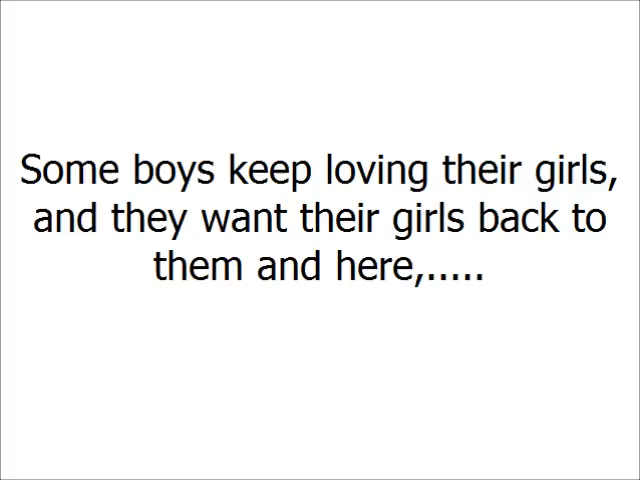 Some boys keep loving their girls,
and they want their girls back to
them and here,.....